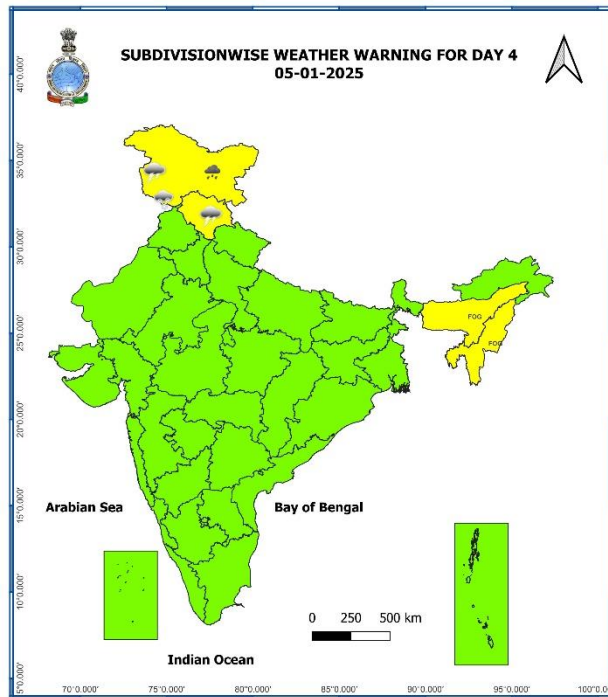 SUBDIVISIONWISE WEATHER WARNING FOR DAY 4
05-01-2025
40°0.000'
35°0.000'
30°0.000'
25°0.000'
20°0.000'
15°0.000'
10°0.000'
5°0.000'
FOG
FOG
Arabian Sea
Bay of Bengal
0 250 500 km
Indian Ocean
70°0.000' 75°0.000' 80°0.000' 85°0.000' 90°0.000' 95°0.000' 100°0.000'